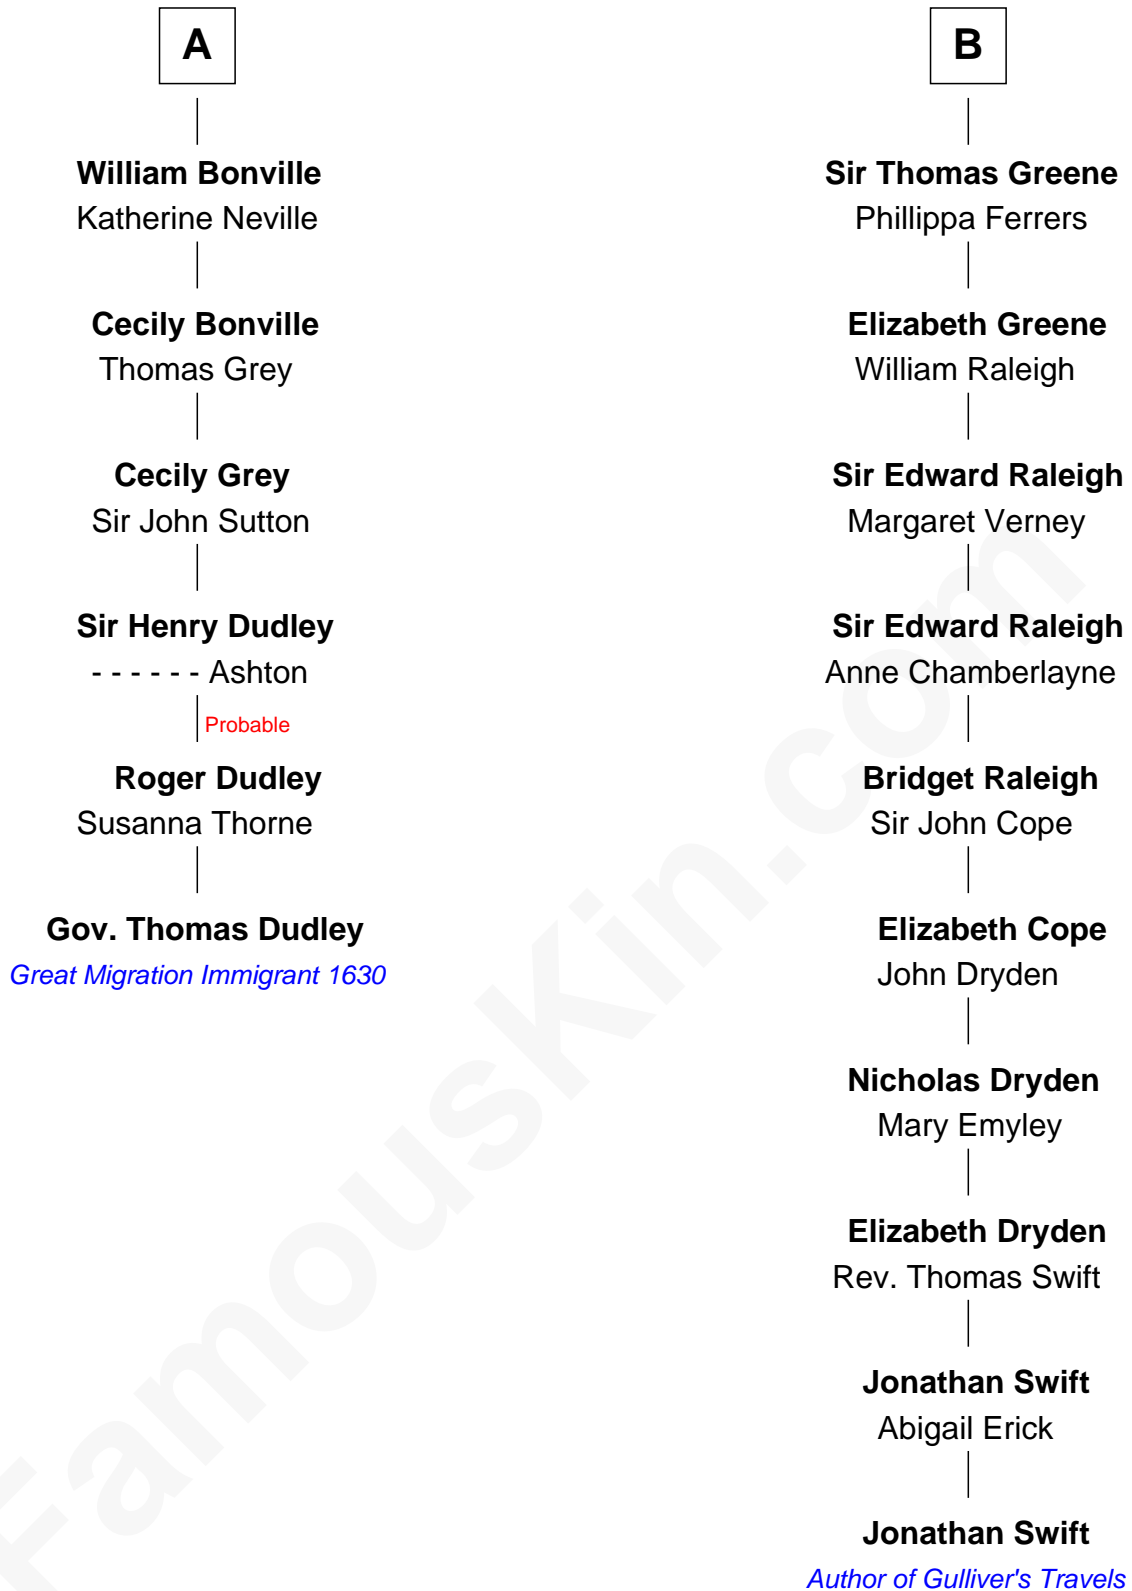 A
William Bonville
Katherine Neville
Cecily Bonville
Thomas Grey
Cecily Grey
Sir John Sutton
Sir Henry Dudley
- - - - - - Ashton
Probable
Roger Dudley
Susanna Thorne
Gov. Thomas Dudley
Great Migration Immigrant 1630
B
Sir Thomas Greene
Phillippa Ferrers
Elizabeth Greene
William Raleigh
Sir Edward Raleigh
Margaret Verney
Sir Edward Raleigh
Anne Chamberlayne
Bridget Raleigh
Sir John Cope
Elizabeth Cope
John Dryden
Nicholas Dryden
Mary Emyley
Elizabeth Dryden
Rev. Thomas Swift
Jonathan Swift
Abigail Erick
Jonathan Swift
Author of Gulliver's Travels
FamousKin.com